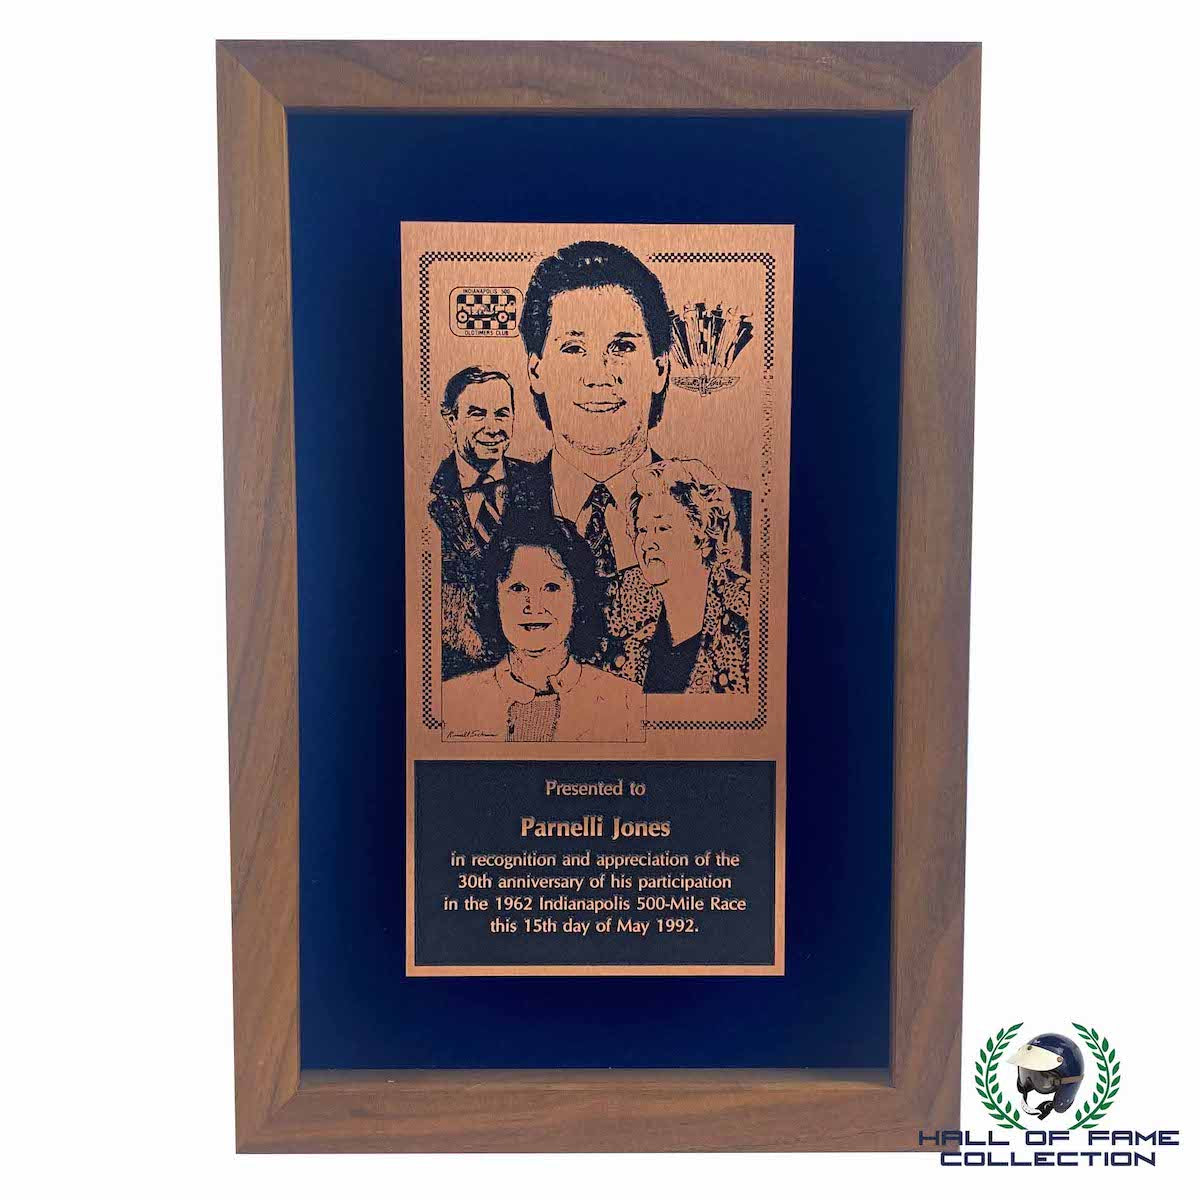 INDIANAPOLIS 500
OLDTIMERS CLUB
Presented to
Parnelli Jones
in recognition and appreciation of the
30th anniversary of his participation
in the 1962 Indianapolis 500-Mile Race
this 15th day of May 1992.
HALL OF FAME
COLLECTION